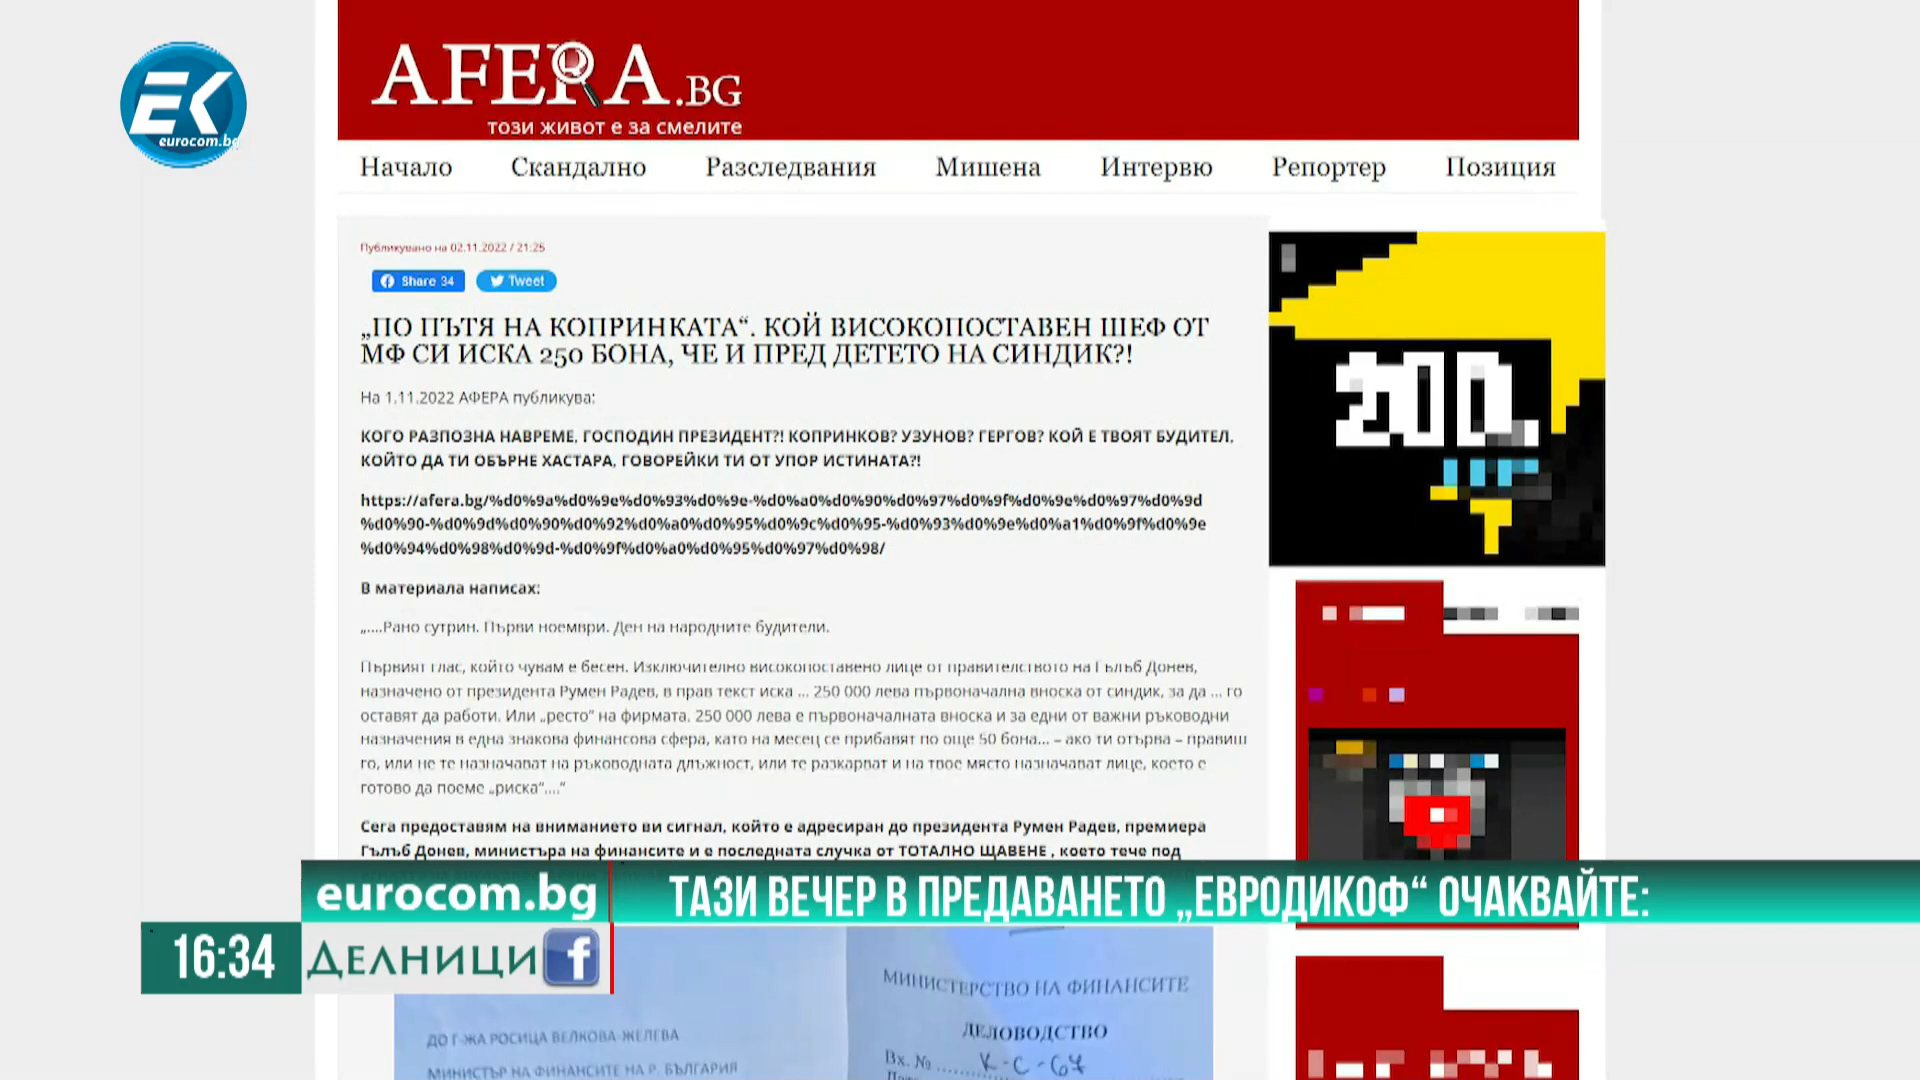 EK
eurocom.bg
AFERA.BG
този живот е за смелите
Начало Скандално Разследвания Мишена Интервю Репортер Позиция
Публикувано на 02.11.2022 / 21:25
Share 34 Tweet
„ПО ПЪТЯ НА КОПРИНКАТА“. КОЙ ВИСОКОПОСТАВЕН ШЕФ ОТ
МФ СИ ИСКА 250 БОНА, ЧЕ И ПРЕД ДЕТЕТО НА СИНДИК?!
На 1.11.2022 АФЕРА публикува:
КОГО РАЗПОЗНА НАВРЕМЕ, ГОСПОДИН ПРЕЗИДЕНТ?! КОПРИНКОВ? УЗУНОВ? ГЕРГОВ? КОЙ Е ТВОЯТ БУДИТЕЛ,
КОЙТО ДА ТИ ОБЪРНЕ ХАСТАРА, ГОВОРЕЙКИ ТИ ОТ УПОР ИСТИНАТА?!
https://afera.bg/%d0%9a%d0%9e%d0%93%d0%9e-%d0%a0%d0%90%d0%97%d0%9f%d0%9e%d0%97%d0%9d
%d0%90-%d0%9d%d0%90%d0%92%d0%a0%d0%95%d0%9c%d0%95-%d0%93%d0%9e%d0%a1%d0%9f%d0%9e
%d0%94%d0%98%d0%9d-%d0%9f%d0%a0%d0%95%d0%97%d0%98/
В материала написах:
„....Рано сутрин. Първи ноември. Ден на народните будители.
Първият глас, който чувам е бесен. Изключително високопоставено лице от правителството на Гълъб Донев,
назначено от президента Румен Радев, в прав текст иска ... 250 000 лева първоначална вноска от синдик, за да ... го
оставят да работи. Или „ресто“ на фирмата. 250 000 лева е първоначалната вноска и за едни от важни ръководни
назначения в една знакова финансова сфера, като на месец се прибавят по още 50 бона... – ако ти отърва – правиш
го, или не те назначават на ръководната длъжност, или те разкарват и на твое място назначават лице, което е
готово да поеме „риска“....“
Сега предоставям на вниманието ви сигнал, който е адресиран до президента Румен Радев, премиера
Гълъб Донев, министъра на финансите и е последната случка от ТОТАЛНО ЩАВЕНЕ , което тече под
200
eurocom.bg ТАЗИ ВЕЧЕР В ПРЕДАВАНЕТО „ЕВРОДИКОФ“ ОЧАКВАЙТЕ:
16:34 ДЕЛНИЦИ f
МИНИСТЕРСТВО НА ФИНАНСИТЕ
ДЕЛОВОДСТВО
ДО Г-ЖА РОСИЦА ВЕЛКОВА-ЖЕЛЕВА
Вх. № К-С-67
МИНИСТЪР НА ФИНАНСИТЕ НА Р. БЪЛГАРИЯ